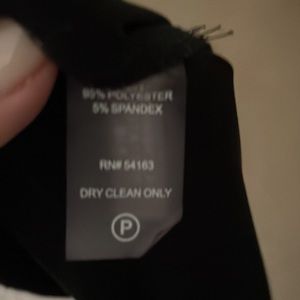 95% POLYESTER
5% SPANDEX
RN# 54163
DRY CLEAN ONLY
P